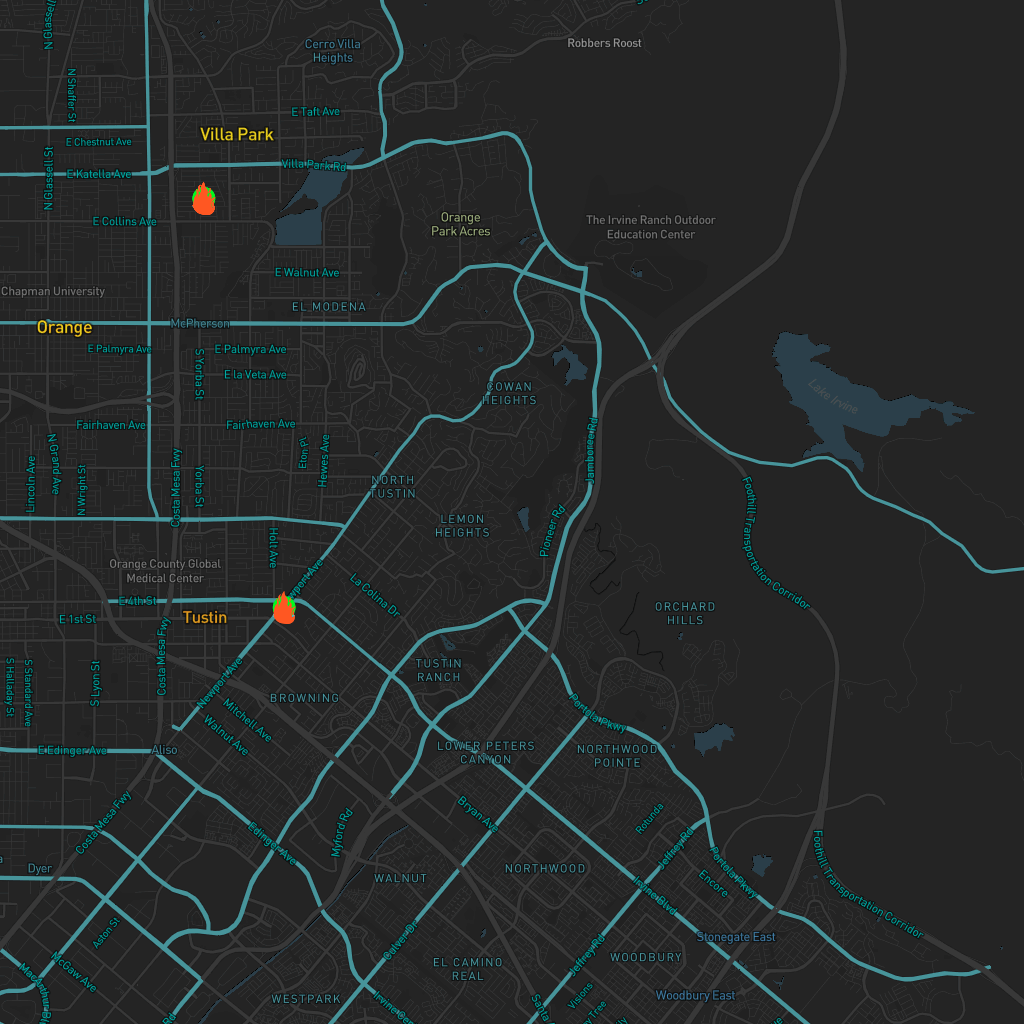 N Glassell St
Robbers Roost
Cerro Villa
Heights
N Shaffer St
E Taft Ave
Villa Park
E Chestnut Ave
Villa Park Rd
E Katella Ave
N Glassell St
E Collins Ave
Orange
Park Acres
The Irvine Ranch Outdoor
Education Center
E Walnut Ave
Chapman University
EL MODENA
Orange
McPherson
E Palmyra Ave
E Palmyra Ave
S Yorba St
E la Veta Ave
COWAN
HEIGHTS
Lake Irvine
Fairhaven Ave
Fairhaven Ave
Jamboree Rd
N Grand Ave
Eton Pl
Hewes Ave
Lincoln Ave
N Wright St
Costa Mesa Fwy
Yorba St
NORTH
TUSTIN
Foothill Transportation Corridor
LEMON
HEIGHTS
Pioneer Rd
Holt Ave
Orange County Global
Medical Center
Newport Ave
La Colina Dr
E 4th St
E 1st St
Tustin
ORCHARD
HILLS
Costa Mesa Fwy
S Halladay St
S Standard Ave
S Lyon St
Newport Ave
TUSTIN
RANCH
BROWNING
Mitchell Ave
Walnut Ave
Portola Pkwy
E Edinger Ave
Aliso
LOWER PETERS
CANYON
NORTHWOOD
POINTE
Costa Mesa Fwy
Bryan Ave
Rotunda
Myford Rd
Edinger Ave
Jeffrey Rd
Portola Pkwy
Foothill Transportation Corridor
Dyer
WALNUT
NORTHWOOD
Encore
Irvine Blvd
Aston St
Culver Dr
Stonegate East
Jeffrey Rd
WOODBURY
EL CAMINO
REAL
McGaw Ave
Visions
Woodbury East
WESTPARK